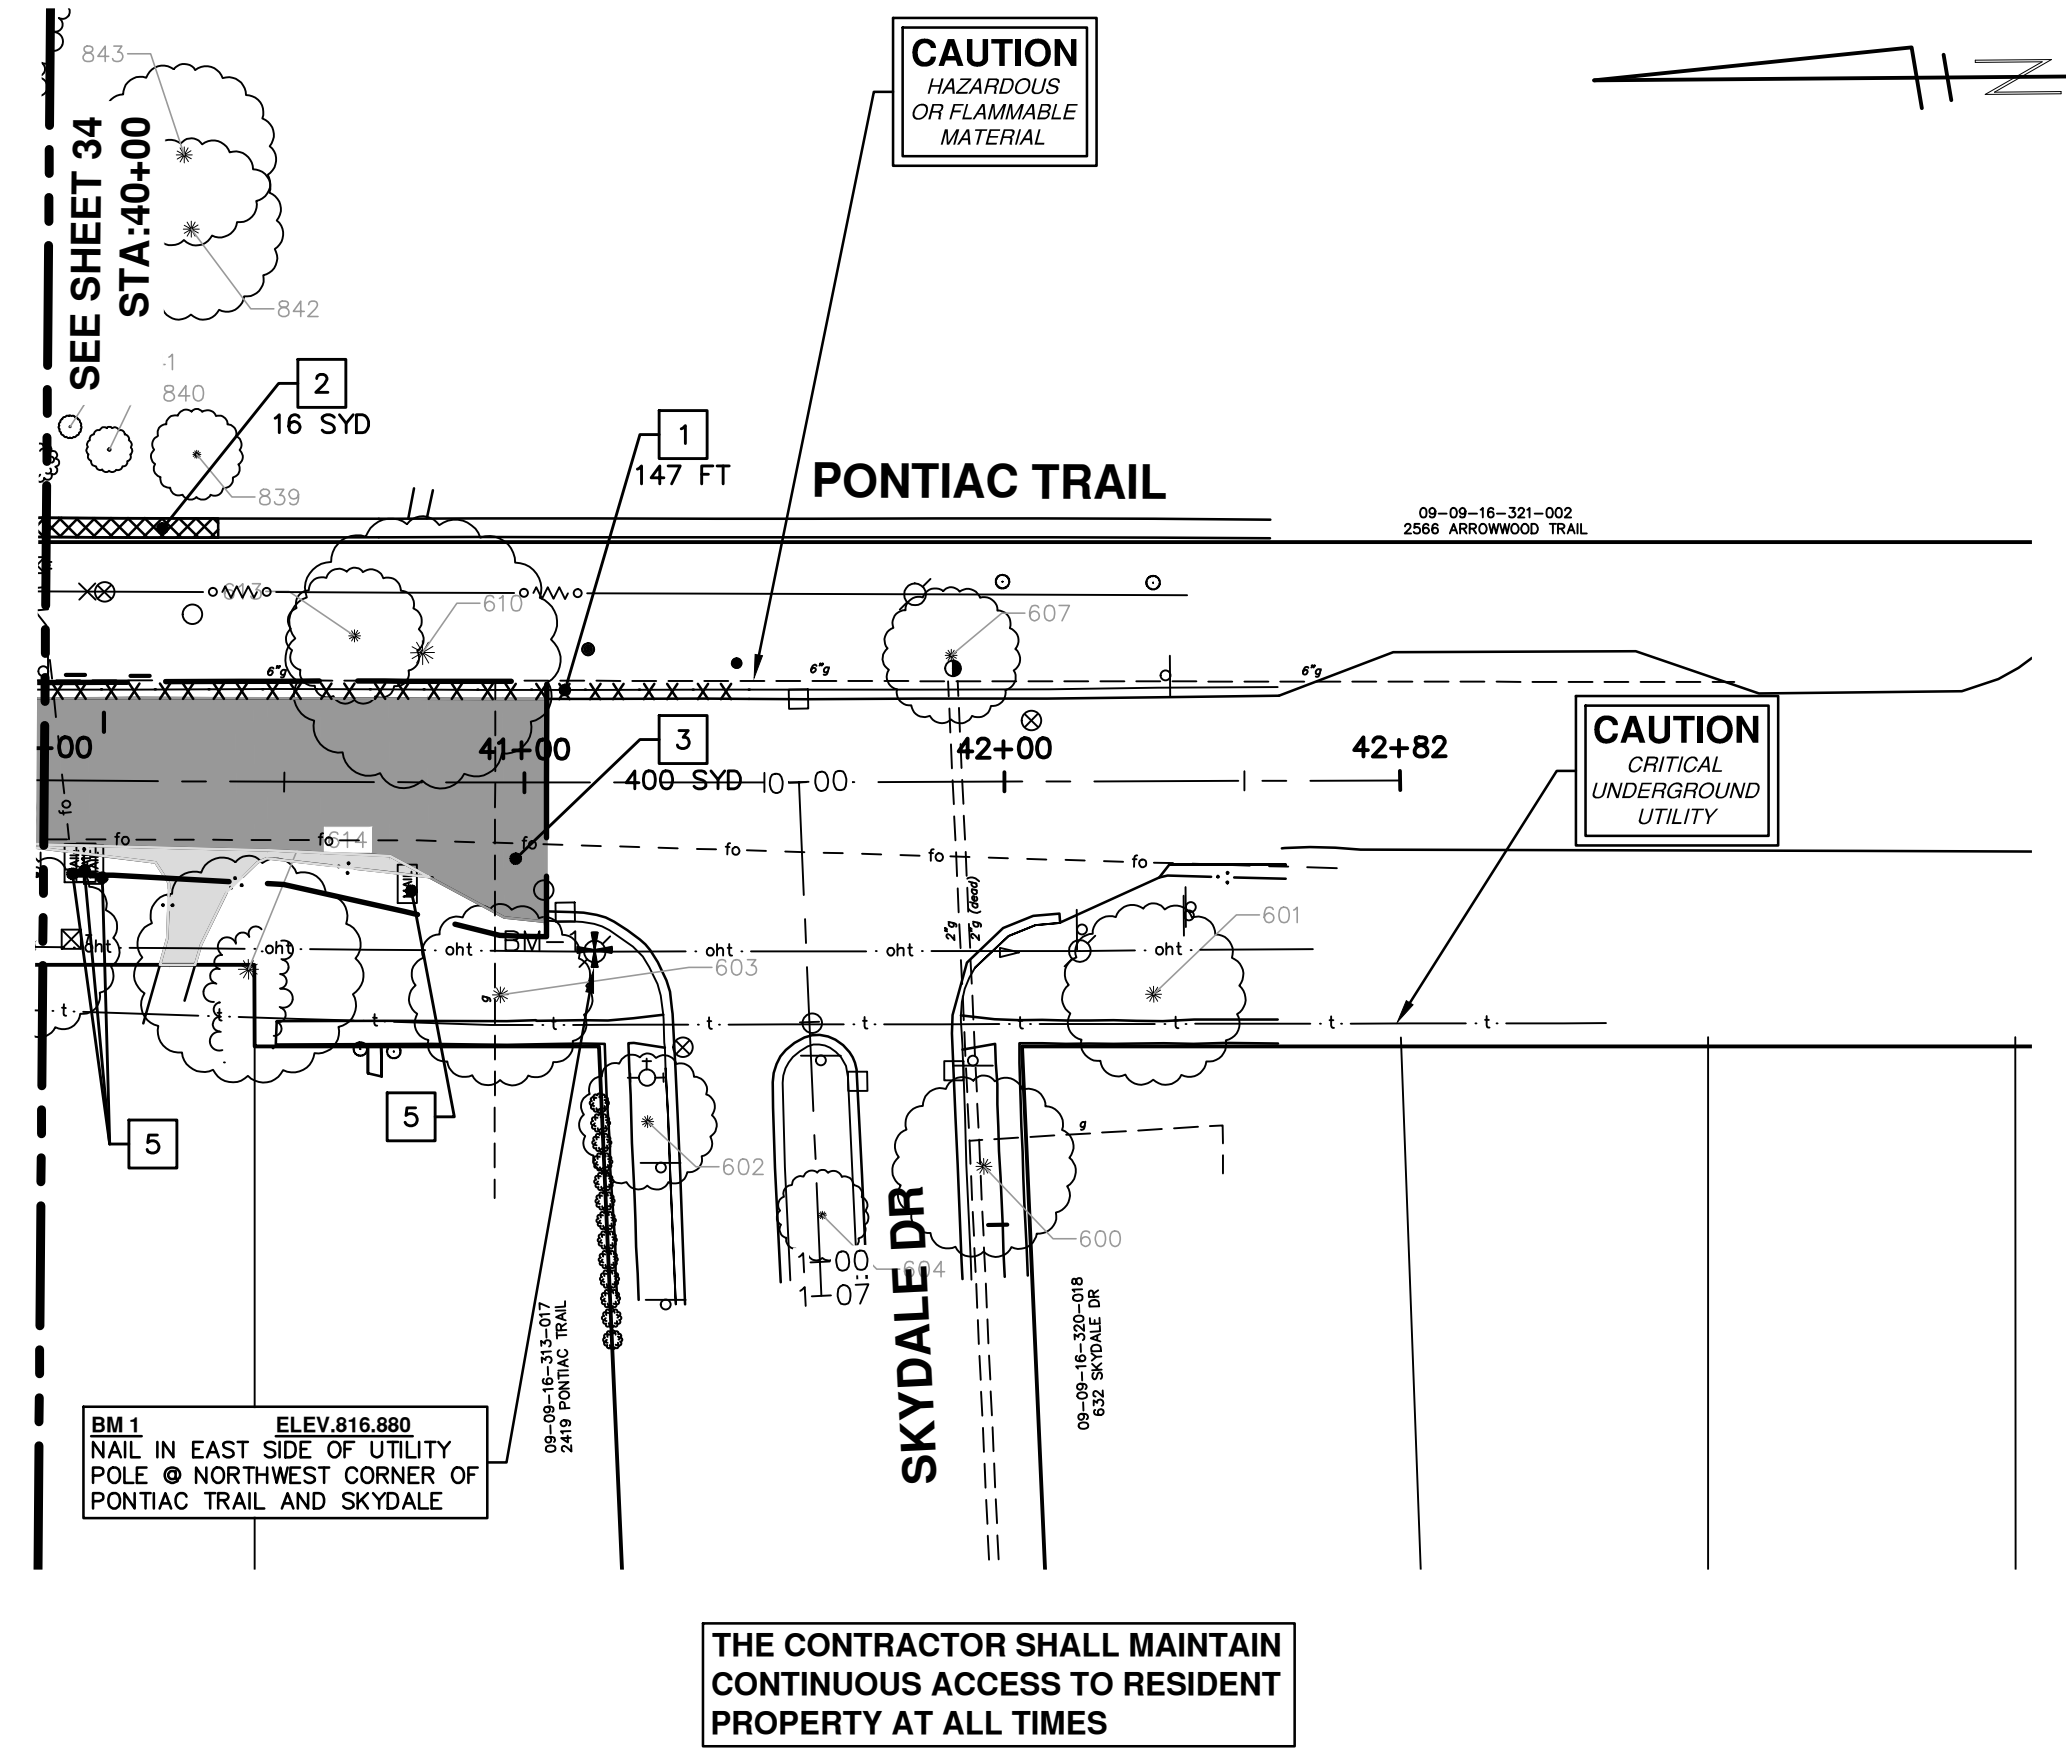 843
CAUTION
HAZARDOUS
OR FLAMMABLE
MATERIAL
N
SEE SHEET 34
STA:40+00
842
840
2
16 SYD
839
1
147 FT
PONTIAC TRAIL
09-09-16-321-002
2566 ARROWWOOD TRAIL
613
610
607
6"g
6"g
6"g
3
400 SYD
+00
41+00
0+00
42+00
42+82
CAUTION
CRITICAL
UNDERGROUND
UTILITY
fo
fo
fo
614
fo
fo
fo
fo
2"g
2"g (dead)
601
oht
oht
oht
BM-1
oht
oht
oht
603
g
t
t
t
t
t
t
t
t
t
t
5
5
602
g
600
604
1+00
1+07
SKYDALE DR
09-09-16-313-017
2419 PONTIAC TRAIL
09-09-16-320-018
632 SKYDALE DR
BM 1 ELEV.816.880
NAIL IN EAST SIDE OF UTILITY
POLE @ NORTHWEST CORNER OF
PONTIAC TRAIL AND SKYDALE
THE CONTRACTOR SHALL MAINTAIN
CONTINUOUS ACCESS TO RESIDENT
PROPERTY AT ALL TIMES